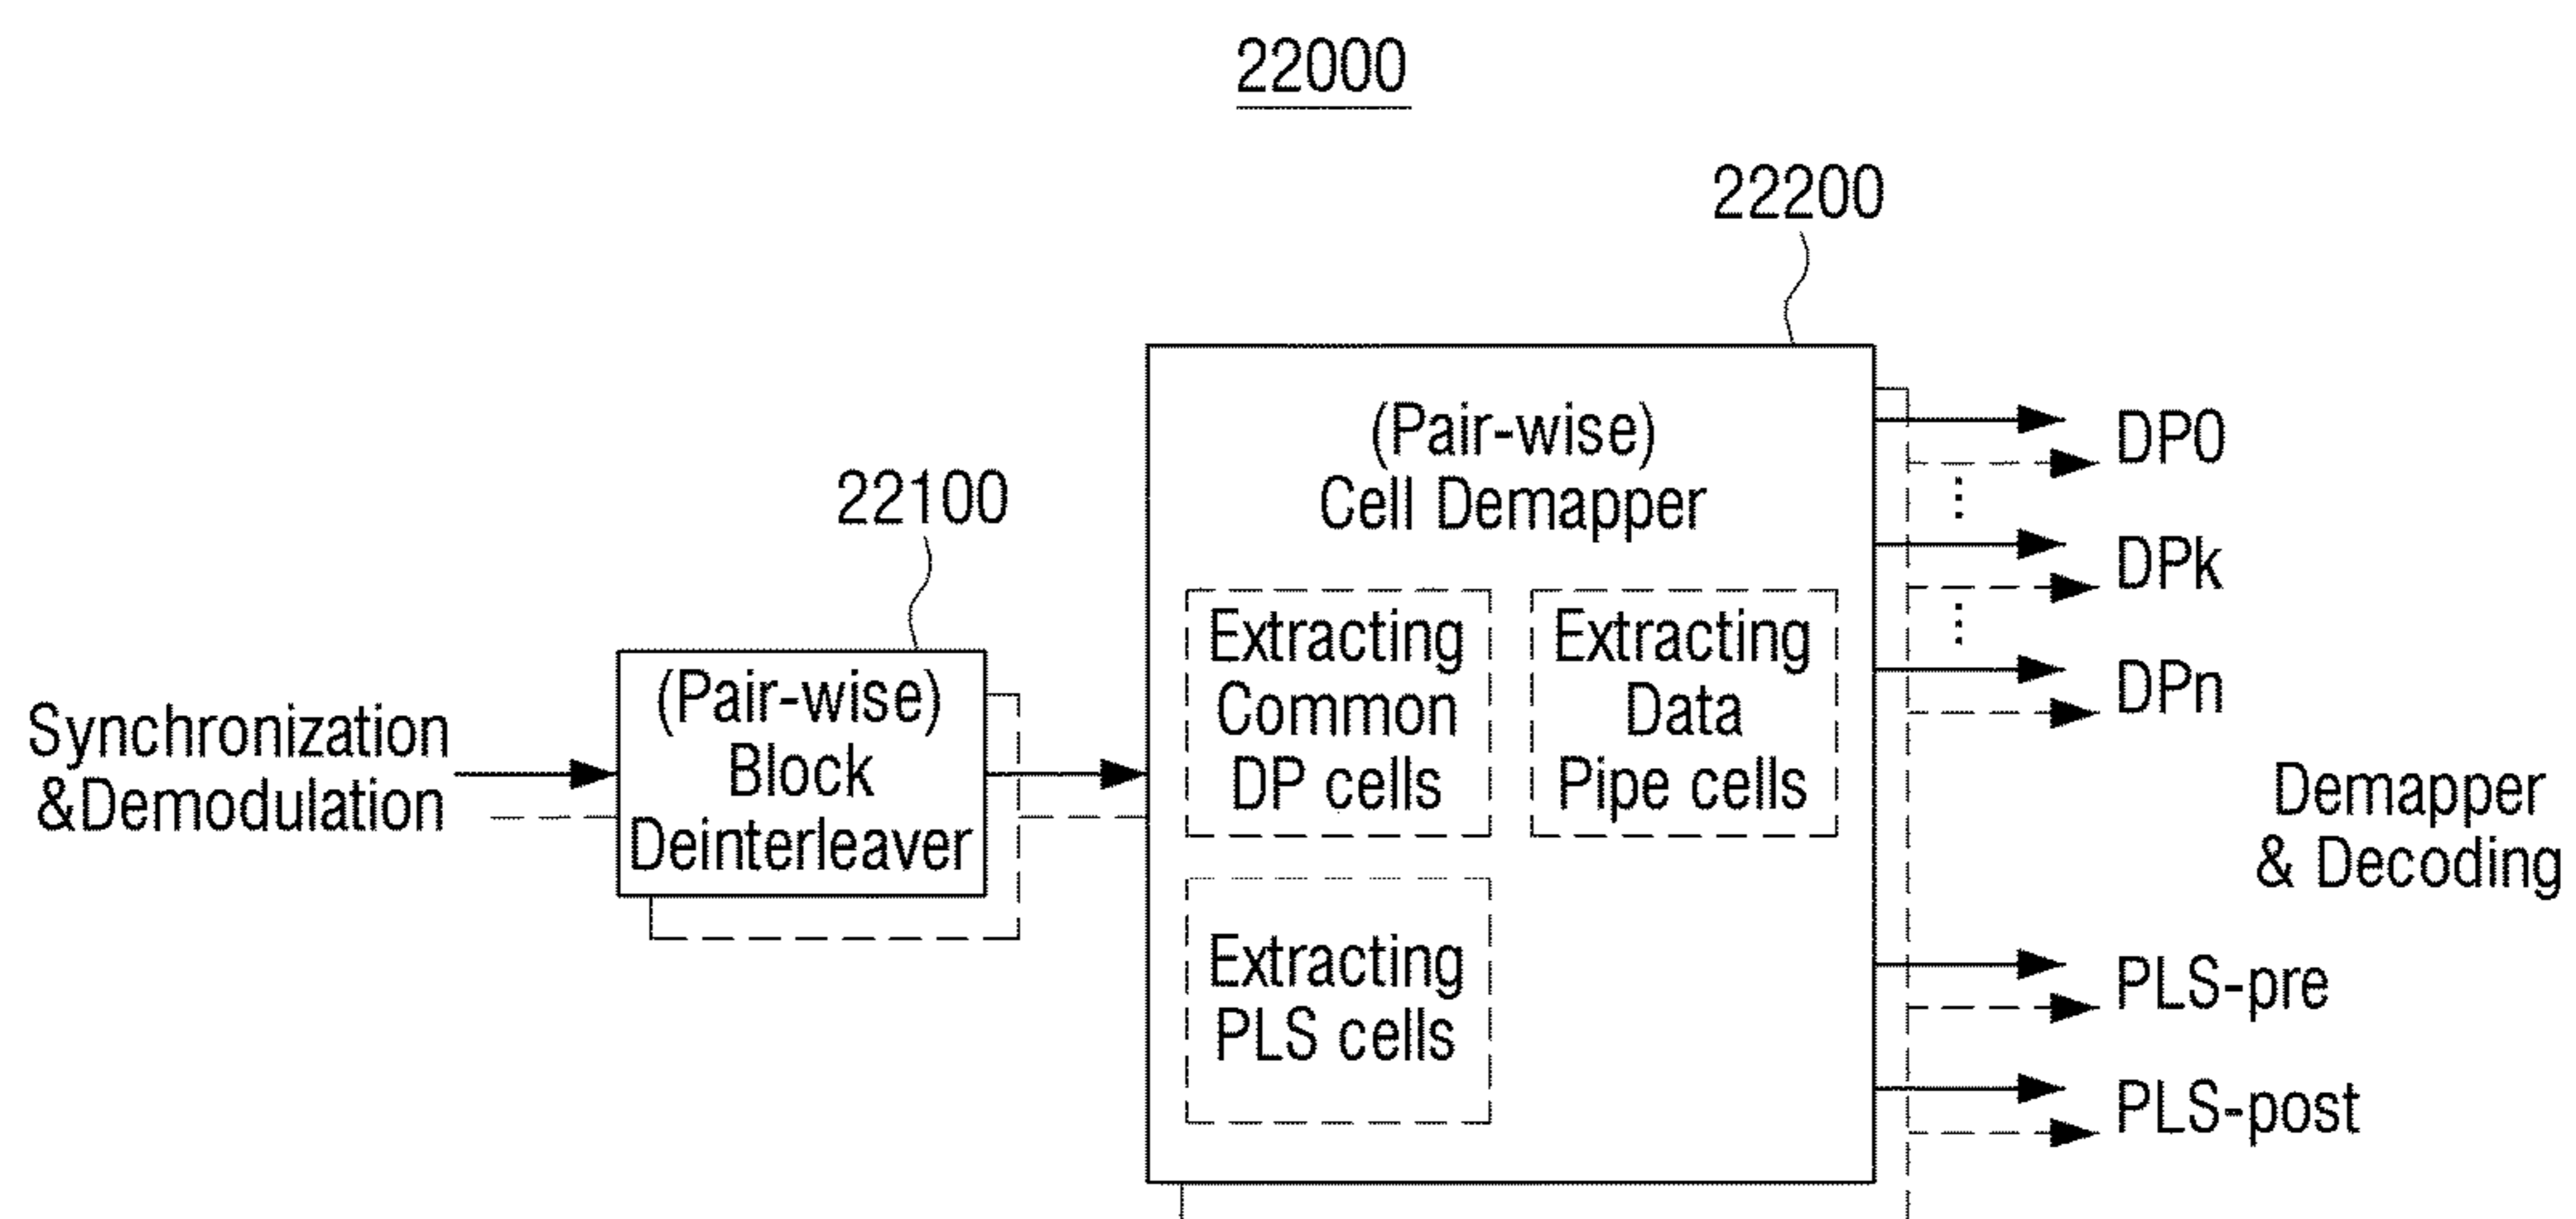 22000
22200
(Pair-wise)
Cell Demapper
22100
DP0
⋮
DPk
⋮
DPn
Extracting
Common
DP cells
Extracting
Data
Pipe cells
(Pair-wise)
Block
Deinterleaver
Synchronization
&Demodulation
Demapper
& Decoding
Extracting
PLS cells
PLS-pre
PLS-post